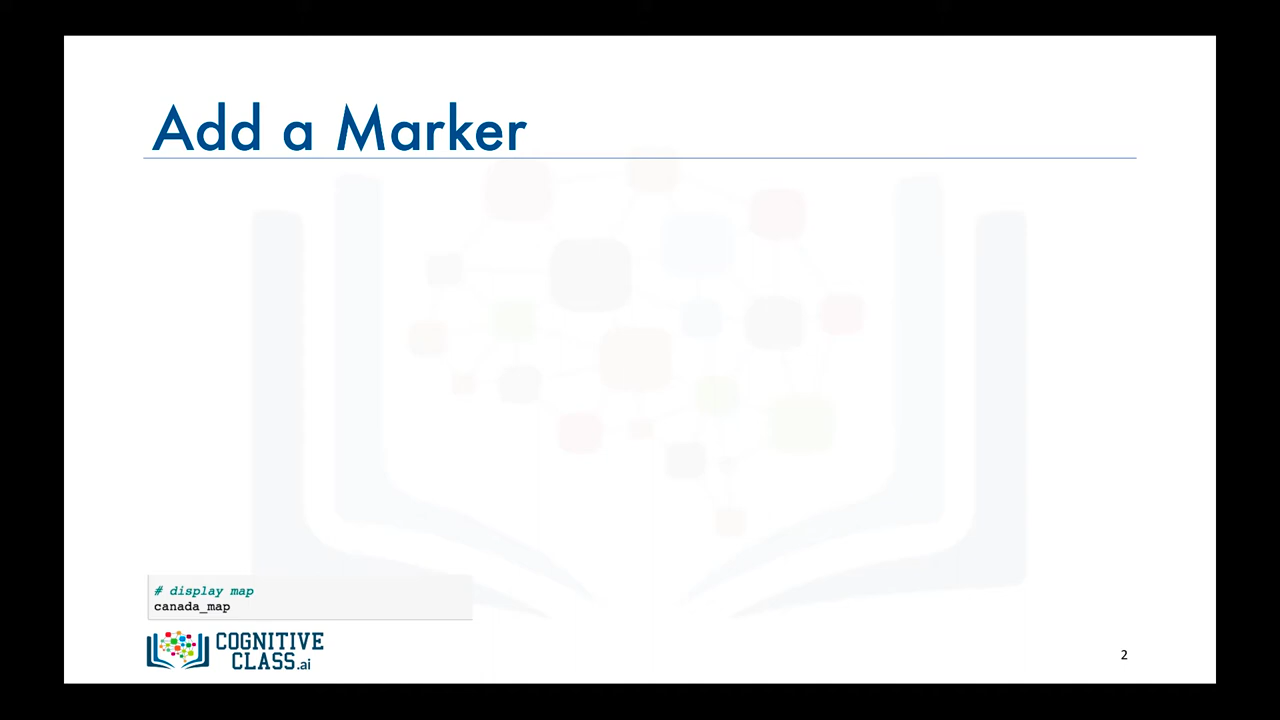 Add a Marker
# display map
canada_map
COGNITIVE
CLASS.ai
2